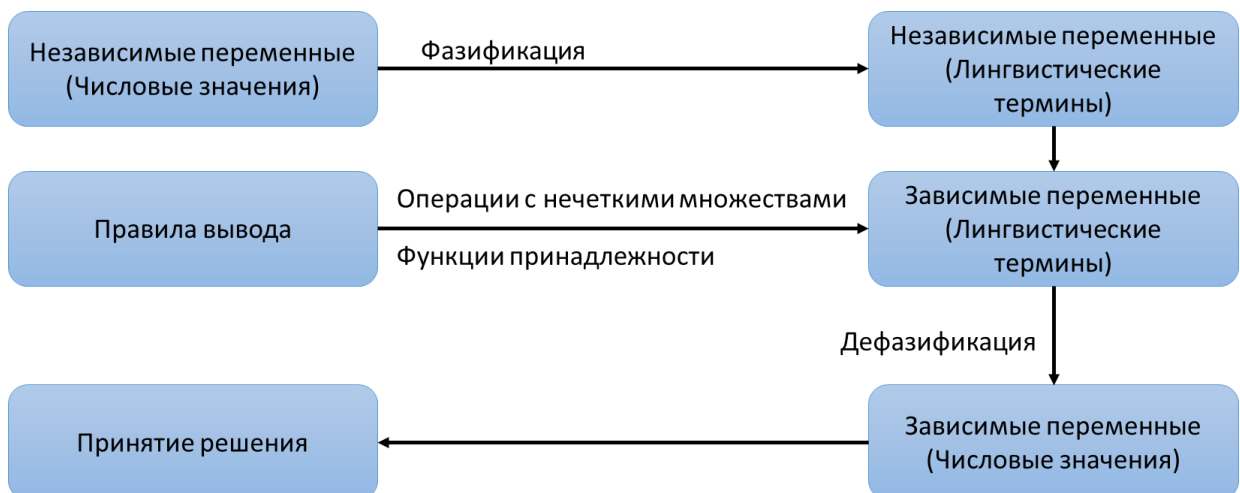 Независимые переменные
(Числовые значения)
Фазификация
Независимые переменные
(Лингвистические
термины)
Правила вывода
Операции с нечеткими множествами
Функции принадлежности
Зависимые переменные
(Лингвистические
термины)
Дефазификация
Принятие решения
Зависимые переменные
(Числовые значения)